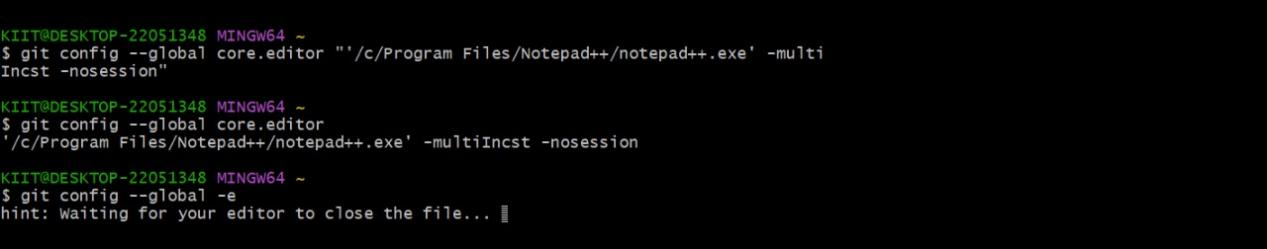 KIIT@DESKTOP-22051348 MINGW64 ~
$ git config --global core.editor "'/c/Program Files/Notepad++/notepad++.exe' -multi
Incst -nosession"
KIIT@DESKTOP-22051348 MINGW64 ~
$ git config --global core.editor
'/c/Program Files/Notepad++/notepad++.exe' -multiIncst -nosession
KIIT@DESKTOP-22051348 MINGW64 ~
$ git config --global -e
hint: Waiting for your editor to close the file...